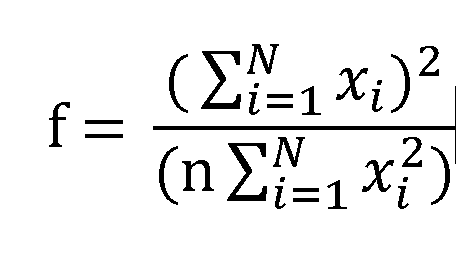 f = (∑_{i=1}^{N} x_i)^2 / (n ∑_{i=1}^{N} x_i^2)